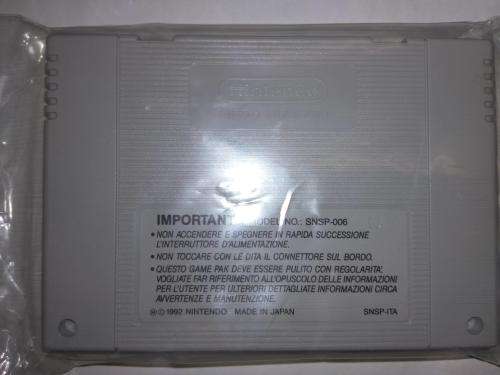 Nintendo
IMPORTANT MODEL NO.: SNSP-006
• NON ACCENDERE E SPEGNERE IN RAPIDA SUCCESSIONE
L'INTERRUTTORE D'ALIMENTAZIONE.
• NON TOCCARE CON LE DITA IL CONNETTORE SUL BORDO.
• QUESTO GAME PAK DEVE ESSERE PULITO CON REGOLARITA'.
VOGLIATE FAR RIFERIMENTO ALL'OPUSCOLO DELLE INFORMAZIONI
PER L'UTENTE PER ULTERIORI DETTAGLIATE INFORMAZIONI CIRCA
AVVERTENZE E MANUTENZIONE.
© 1992 NINTENDO MADE IN JAPAN SNSP-ITA